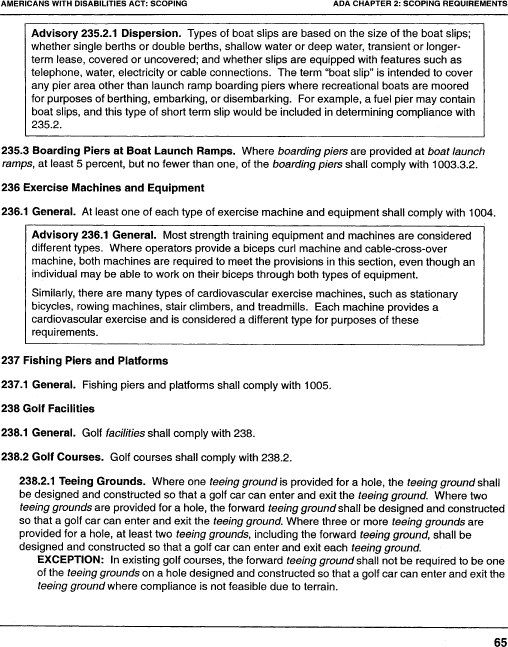 AMERICANS WITH DISABILITIES ACT: SCOPING ADA CHAPTER 2: SCOPING REQUIREMENTS
Advisory 235.2.1 Dispersion. Types of boat slips are based on the size of the boat slips;
whether single berths or double berths, shallow water or deep water, transient or longer-
term lease, covered or uncovered; and whether slips are equipped with features such as
telephone, water, electricity or cable connections. The term “boat slip” is intended to cover
any pier area other than launch ramp boarding piers where recreational boats are moored
for purposes of berthing, embarking, or disembarking. For example, a fuel pier may contain
boat slips, and this type of short term slip would be included in determining compliance with
235.2.
235.3 Boarding Piers at Boat Launch Ramps. Where boarding piers are provided at boat launch
ramps, at least 5 percent, but no fewer than one, of the boarding piers shall comply with 1003.3.2.
236 Exercise Machines and Equipment
236.1 General. At least one of each type of exercise machine and equipment shall comply with 1004.
Advisory 236.1 General. Most strength training equipment and machines are considered
different types. Where operators provide a biceps curl machine and cable-cross-over
machine, both machines are required to meet the provisions in this section, even though an
individual may be able to work on their biceps through both types of equipment.
Similarly, there are many types of cardiovascular exercise machines, such as stationary
bicycles, rowing machines, stair climbers, and treadmills. Each machine provides a
cardiovascular exercise and is considered a different type for purposes of these
requirements.
237 Fishing Piers and Platforms
237.1 General. Fishing piers and platforms shall comply with 1005.
238 Golf Facilities
238.1 General. Golf facilities shall comply with 238.
238.2 Golf Courses. Golf courses shall comply with 238.2.
238.2.1 Teeing Grounds. Where one teeing ground is provided for a hole, the teeing ground shall
be designed and constructed so that a golf car can enter and exit the teeing ground. Where two
teeing grounds are provided for a hole, the forward teeing ground shall be designed and constructed
so that a golf car can enter and exit the teeing ground. Where three or more teeing grounds are
provided for a hole, at least two teeing grounds, including the forward teeing ground, shall be
designed and constructed so that a golf car can enter and exit each teeing ground.
EXCEPTION: In existing golf courses, the forward teeing ground shall not be required to be one
of the teeing grounds on a hole designed and constructed so that a golf car can enter and exit the
teeing ground where compliance is not feasible due to terrain.
65